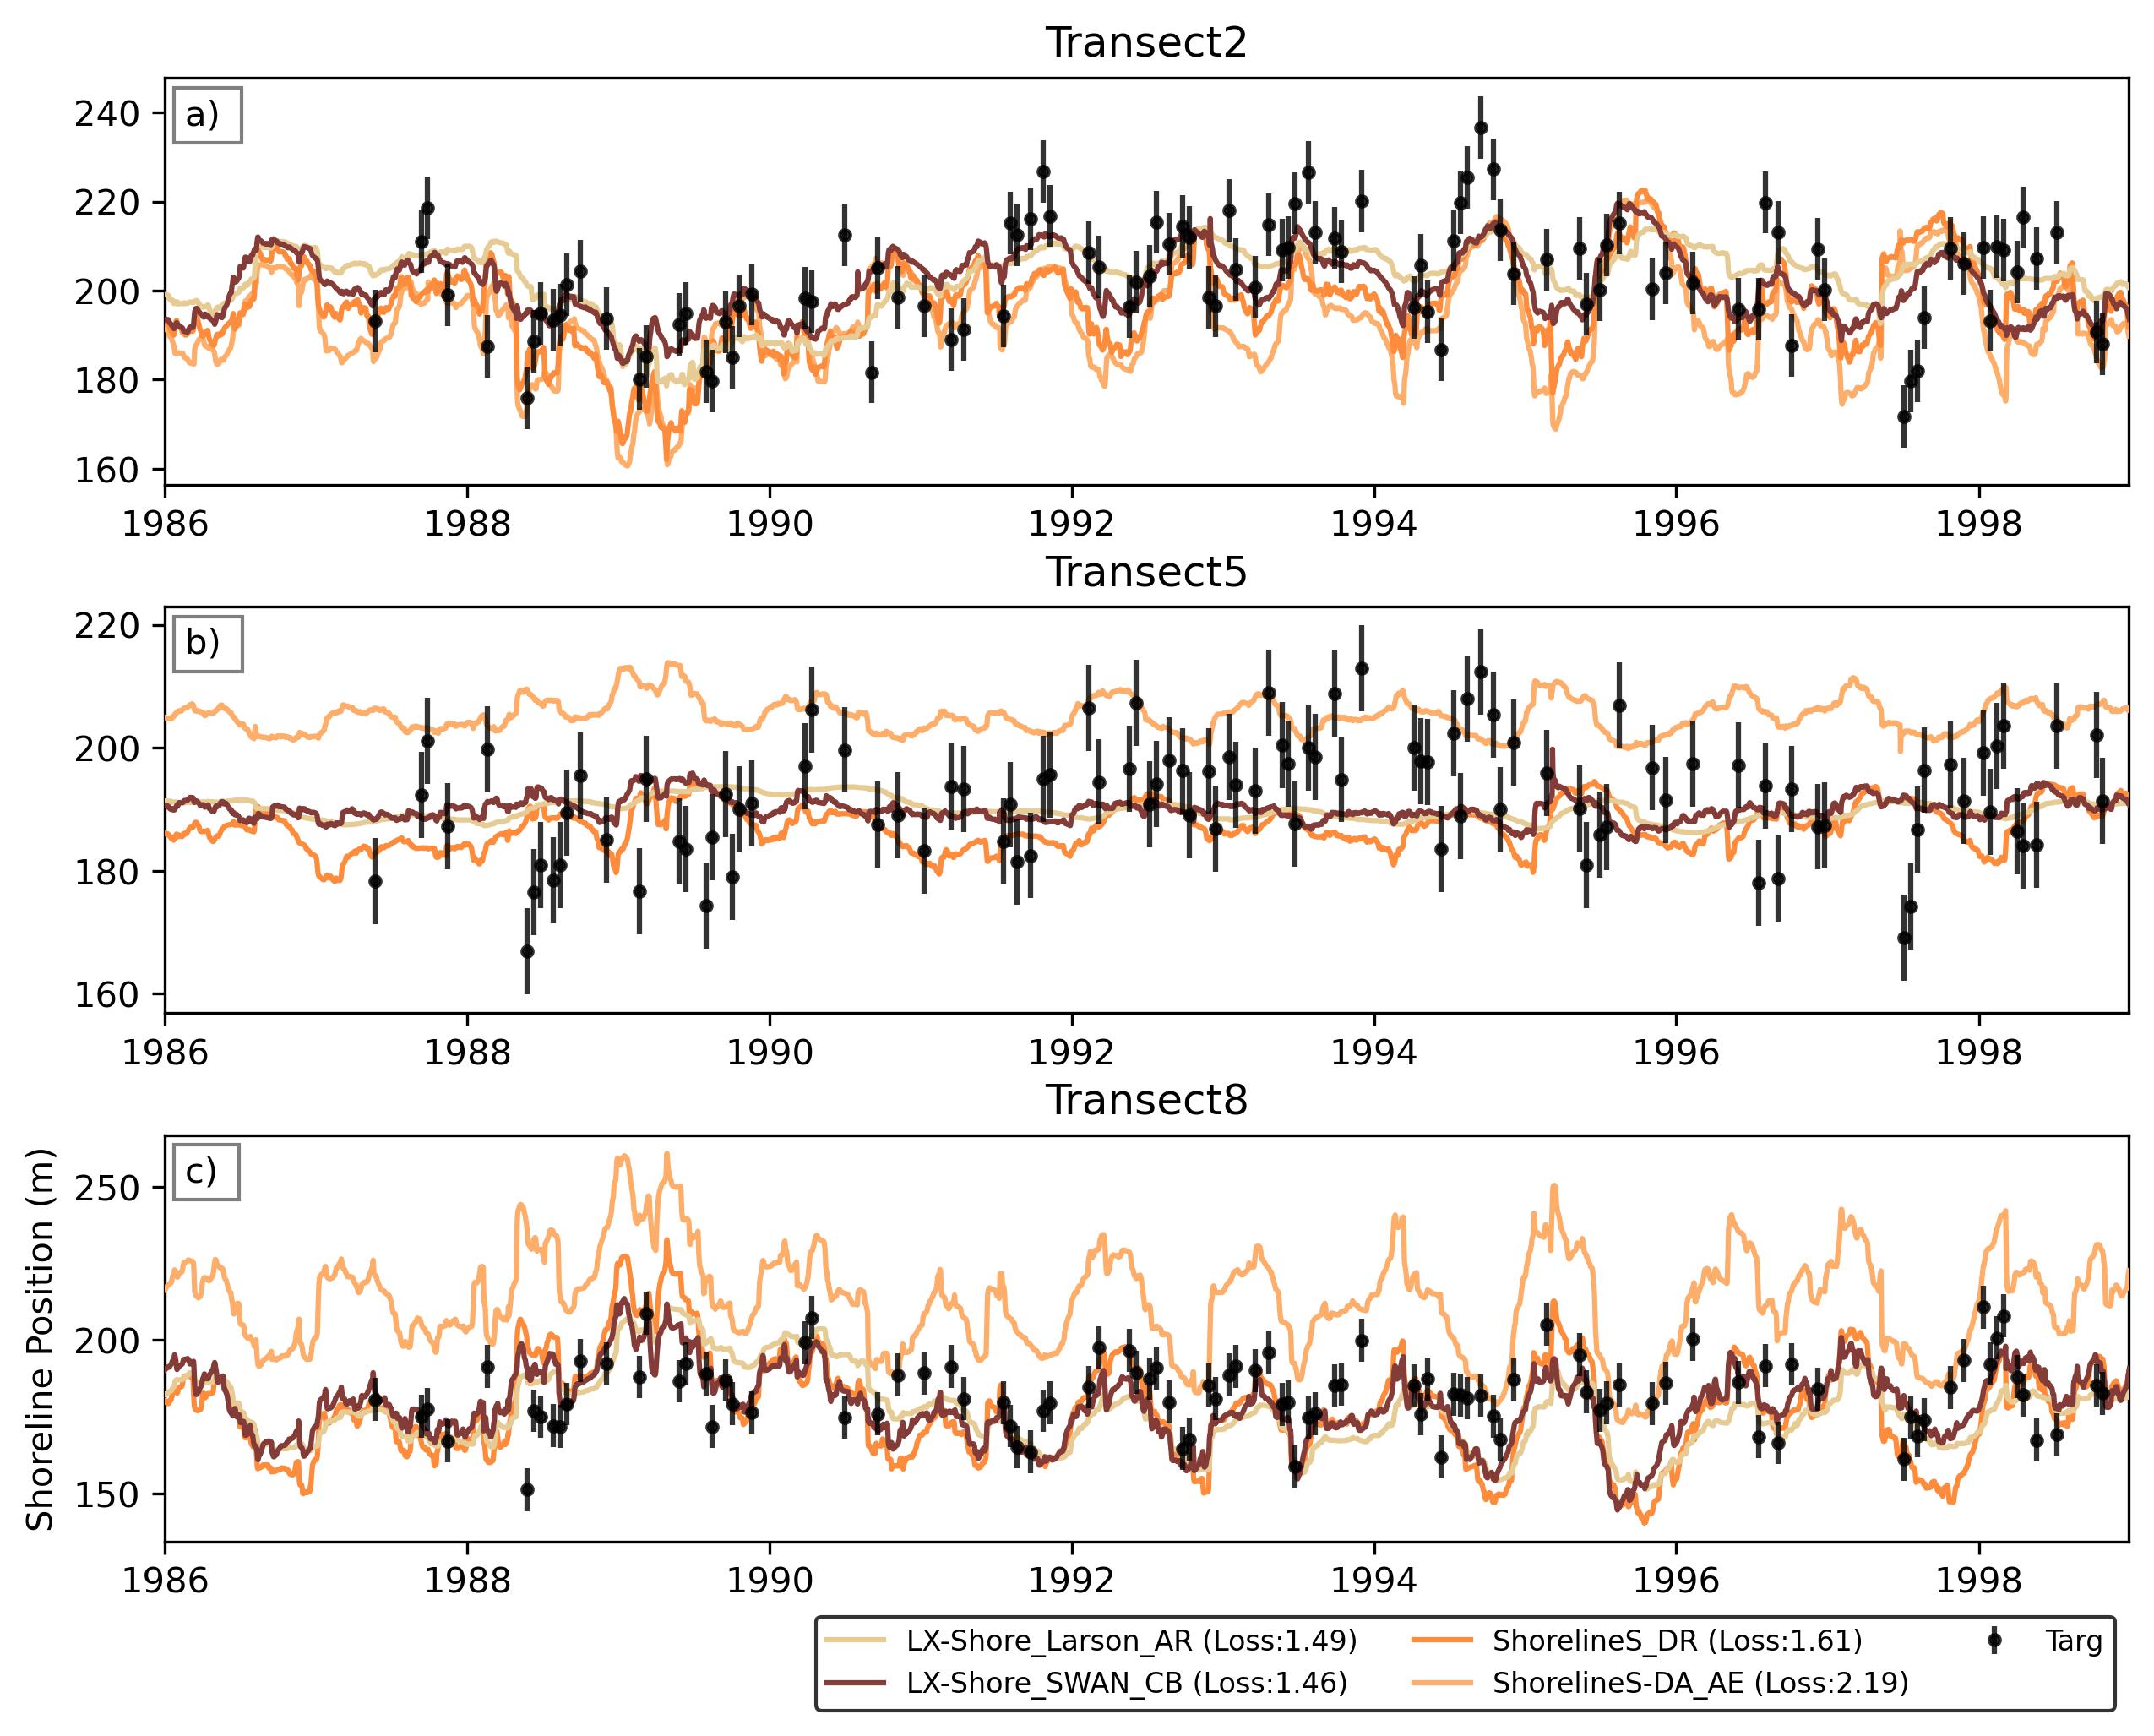 Transect2
a)
240
220
200
180
160
1986 1988 1990 1992 1994 1996 1998
Transect5
b)
220
200
180
160
1986 1988 1990 1992 1994 1996 1998
Transect8
c)
Shoreline Position (m)
250
200
150
1986 1988 1990 1992 1994 1996 1998
LX-Shore_Larson_AR (Loss:1.49) ShorelineS_DR (Loss:1.61) Targ
LX-Shore_SWAN_CB (Loss:1.46) ShorelineS-DA_AE (Loss:2.19)